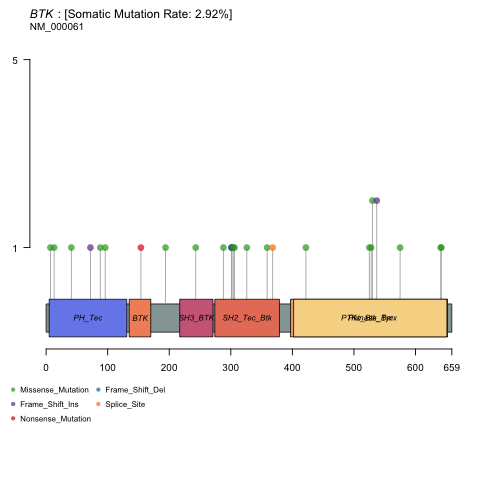 BTK : [Somatic Mutation Rate: 2.92%]
NM_000061
5
1
PH_Tec
BTK
SH3_BTK
SH2_Tec_Btk
0
100
200
300
400
500
600
659
Missense_Mutation
Frame_Shift_Del
Frame_Shift_Ins
Splice_Site
Nonsense_Mutation